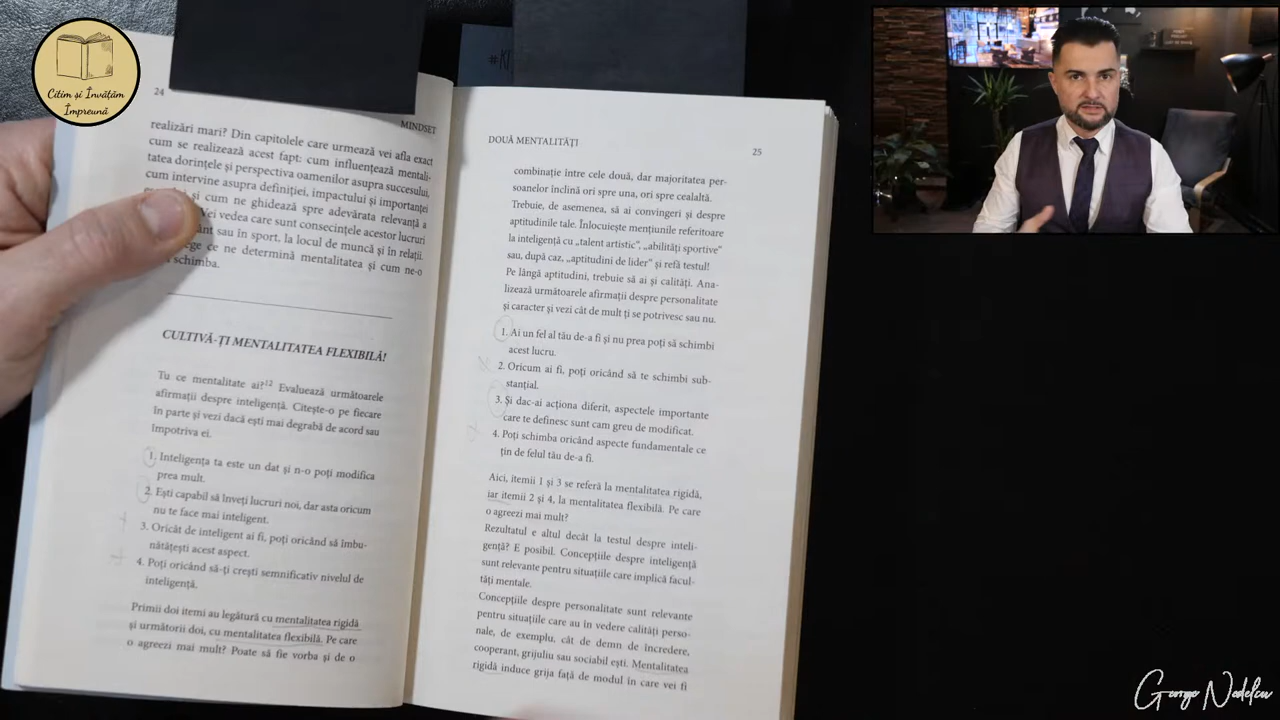 Citim și Învățăm
Împreună
24
MINDSET
realizări mari? Din capitolele care urmează vei afla exact
cum se realizează acest fapt: cum influențează mentali-
tatea dorințele și perspectiva oamenilor asupra succesului,
cum intervine asupra definiției, impactului și importanței
și cum ne ghidează spre adevărata relevanță a
Vei vedea care sunt consecințele acestor lucruri
sau în sport, la locul de muncă și în relații.
ce ne determină mentalitatea și cum ne-o
schimba.
CULTIVĂ-ȚI MENTALITATEA FLEXIBILĂ!
Tu ce mentalitate ai?12 Evaluează următoarele
afirmații despre inteligență. Citește-o pe fiecare
în parte și vezi dacă ești mai degrabă de acord sau
împotriva ei.
1. Inteligența ta este un dat și n-o poți modifica
prea mult.
2. Ești capabil să înveți lucruri noi, dar asta oricum
nu te face mai inteligent.
3. Oricât de inteligent ai fi, poți oricând să îmbu-
nătățești acest aspect.
4. Poți oricând să-ți crești semnificativ nivelul de
inteligență.
Primii doi itemi au legătură cu mentalitatea rigidă
și următorii doi, cu mentalitatea flexibilă. Pe care
o agreezi mai mult? Poate să fie vorba și de o
DOUĂ MENTALITĂȚI
25
combinație între cele două, dar majoritatea per-
soanelor înclină ori spre una, ori spre cealaltă.
Trebuie, de asemenea, să ai convingeri și despre
aptitudinile tale. Înlocuiește mențiunile referitoare
la inteligență cu „talent artistic”, „abilități sportive”
sau, după caz, „aptitudini de lider” și refă testul!
Pe lângă aptitudini, trebuie să ai și calități. Ana-
lizează următoarele afirmații despre personalitate
și caracter și vezi cât de mult ți se potrivesc sau nu.
1. Ai un fel al tău de-a fi și nu prea poți să schimbi
acest lucru.
2. Oricum ai fi, poți oricând să te schimbi sub-
stanțial.
3. Și dac-ai acționa diferit, aspectele importante
care te definesc sunt cam greu de modificat.
4. Poți schimba oricând aspecte fundamentale ce
țin de felul tău de-a fi.
Aici, itemii 1 și 3 se referă la mentalitatea rigidă,
iar itemii 2 și 4, la mentalitatea flexibilă. Pe care
o agreezi mai mult?
Rezultatul e altul decât la testul despre inteli-
gență? E posibil. Concepțiile despre inteligență
sunt relevante pentru situațiile care implică facul-
tăți mentale.
Concepțiile despre personalitate sunt relevante
pentru situațiile care au în vedere calități perso-
nale, de exemplu, cât de demn de încredere,
cooperant, grijuliu sau sociabil ești. Mentalitatea
rigidă induce grija față de modul în care vei fi
George Nedelcu